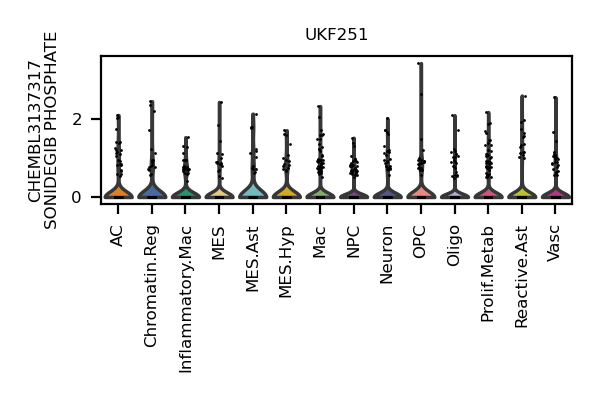 UKF251
CHEMBL3137317
SONIDEGIB PHOSPHATE
2
0
AC
Chromatin.Reg
Inflammatory.Mac
MES
MES.Ast
MES.Hyp
Mac
NPC
Neuron
OPC
Oligo
Prolif.Metab
Reactive.Ast
Vasc